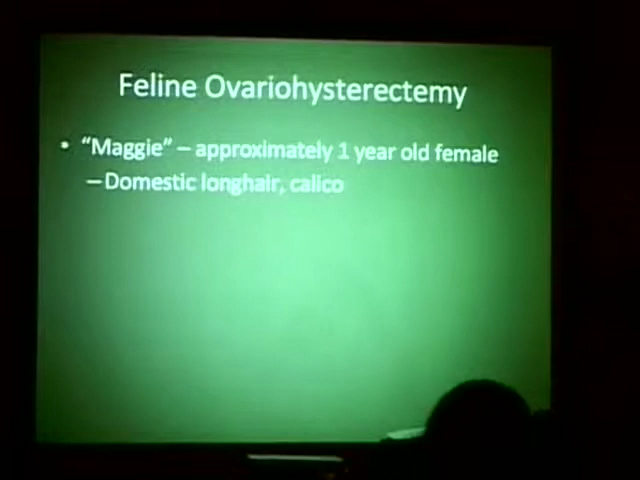 Feline Ovariohysterectemy
• “Maggie” – approximately 1 year old female
–Domestic longhair, calico